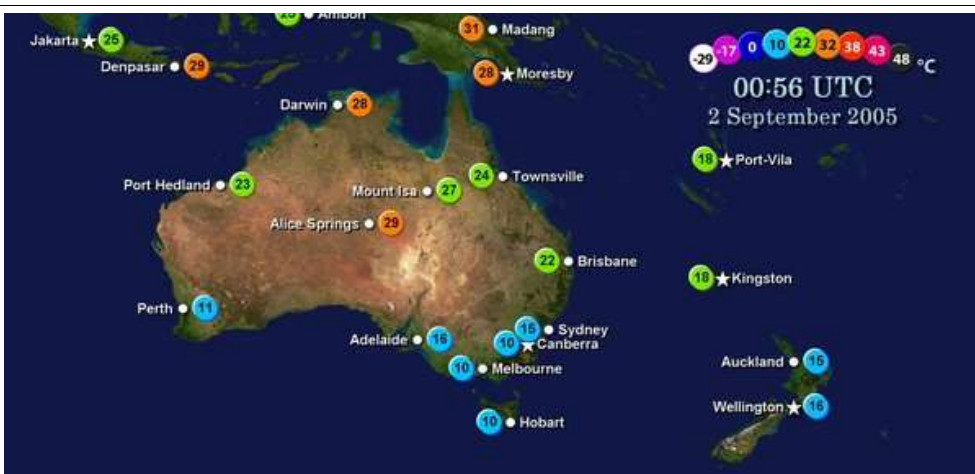 25 Ambon
31 Madang
Jakarta 25
-29 -17 0 10 22 32 38 43 48 °C
Denpasar 29
28 Moresby
00:56 UTC
2 September 2005
Darwin 28
18 Port-Vila
Port Hedland 23
24 Townsville
Mount Isa 27
Alice Springs 29
22 Brisbane
18 Kingston
Perth 11
15 Sydney
Adelaide 16
10 Canberra
10 Melbourne
Auckland 15
Wellington 16
10 Hobart